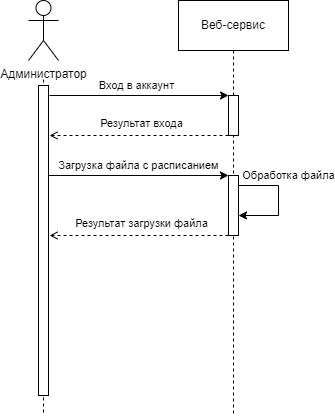 Веб-сервис
Администратор
Вход в аккаунт
Результат входа
Загрузка файла с расписанием
Обработка файла
Результат загрузки файла